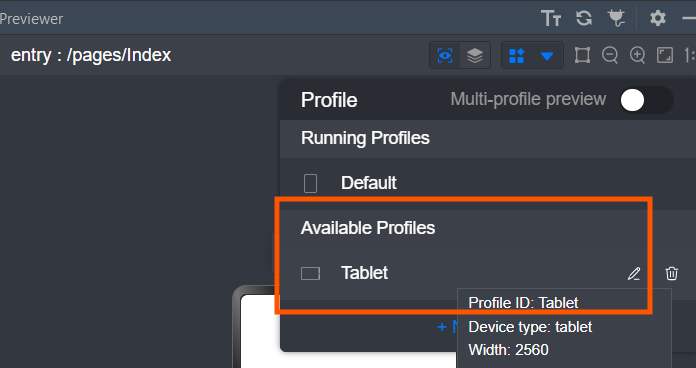 Previewer
entry : /pages/Index
Profile
Multi-profile preview
Running Profiles
Default
Available Profiles
Tablet
Profile ID: Tablet
Device type: tablet
Width: 2560